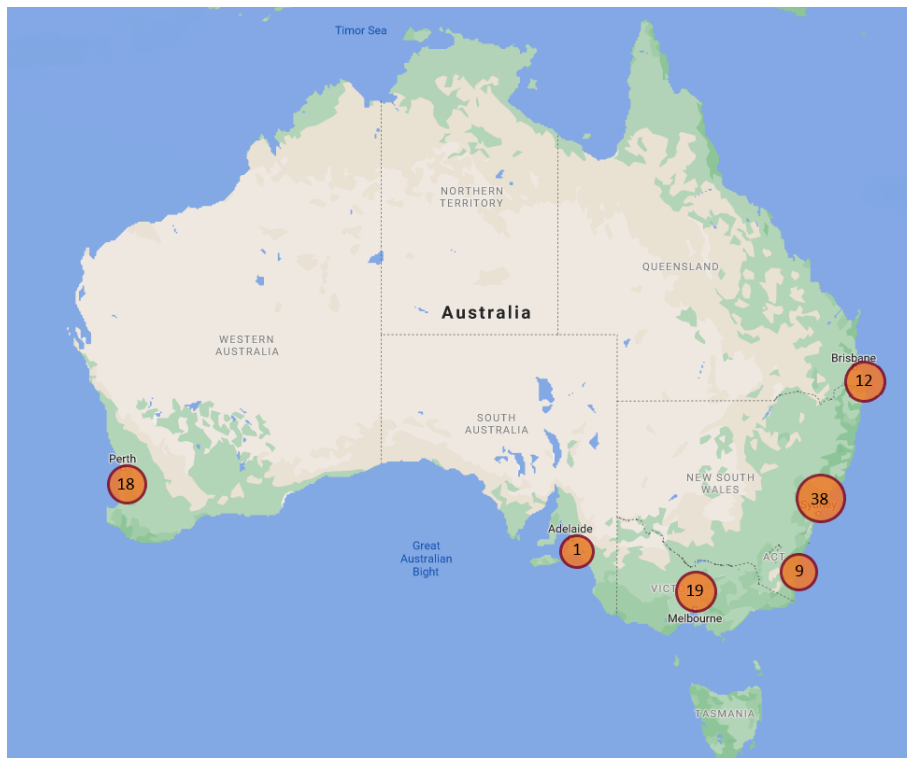 Timor Sea
NORTHERN
TERRITORY
QUEENSLAND
Australia
WESTERN
AUSTRALIA
Brisbane
12
SOUTH
AUSTRALIA
Perth
18
NEW SOUTH
WALES
38
Sydney
Adelaide
1
Great
Australian
Bight
ACT
9
VICT
19
Melbourne
TASMANIA